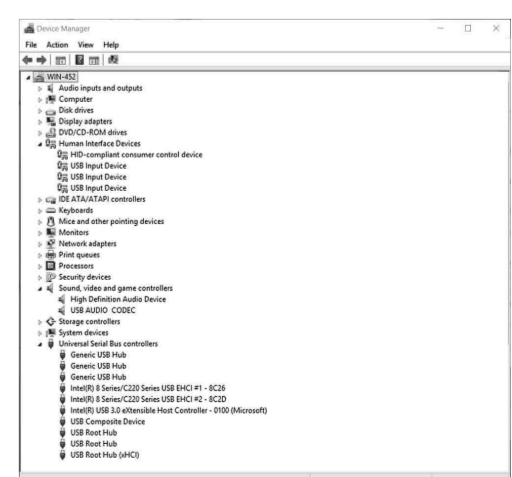 Device Manager
File Action View Help
WIN-452
Audio inputs and outputs
Computer
Disk drives
Display adapters
DVD/CD-ROM drives
Human Interface Devices
HID-compliant consumer control device
USB Input Device
USB Input Device
USB Input Device
IDE ATA/ATAPI controllers
Keyboards
Mice and other pointing devices
Monitors
Network adapters
Print queues
Processors
Security devices
Sound, video and game controllers
High Definition Audio Device
USB AUDIO CODEC
Storage controllers
System devices
Universal Serial Bus controllers
Generic USB Hub
Generic USB Hub
Generic USB Hub
Intel(R) 8 Series/C220 Series USB EHCI #1 - 8C26
Intel(R) 8 Series/C220 Series USB EHCI #2 - 8C2D
Intel(R) USB 3.0 eXtensible Host Controller - 0100 (Microsoft)
USB Composite Device
USB Root Hub
USB Root Hub
USB Root Hub (xHCI)